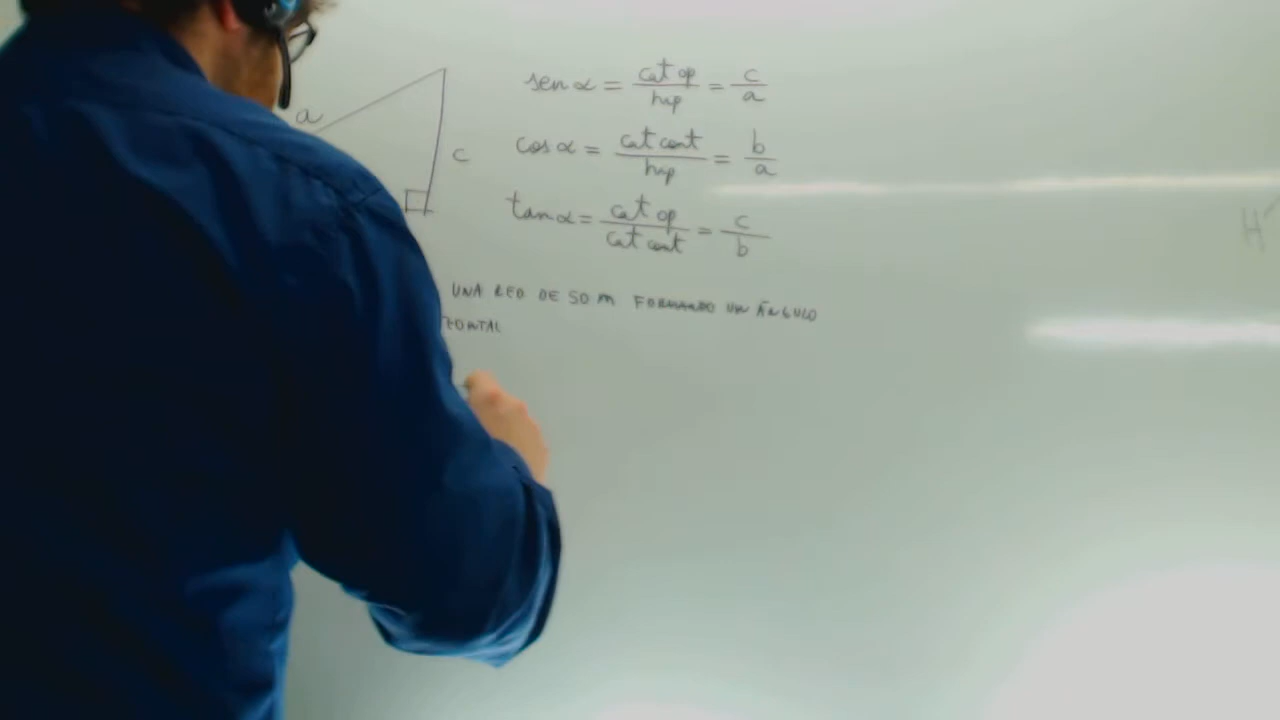 a
c
sen α = cat op / hip = c / a
cos α = cat cont / hip = b / a
tan α = cat op / cat cont = c / b
H
UNA RED DE 50 m FORMANDO UN ÁNGULO
ZONTAL